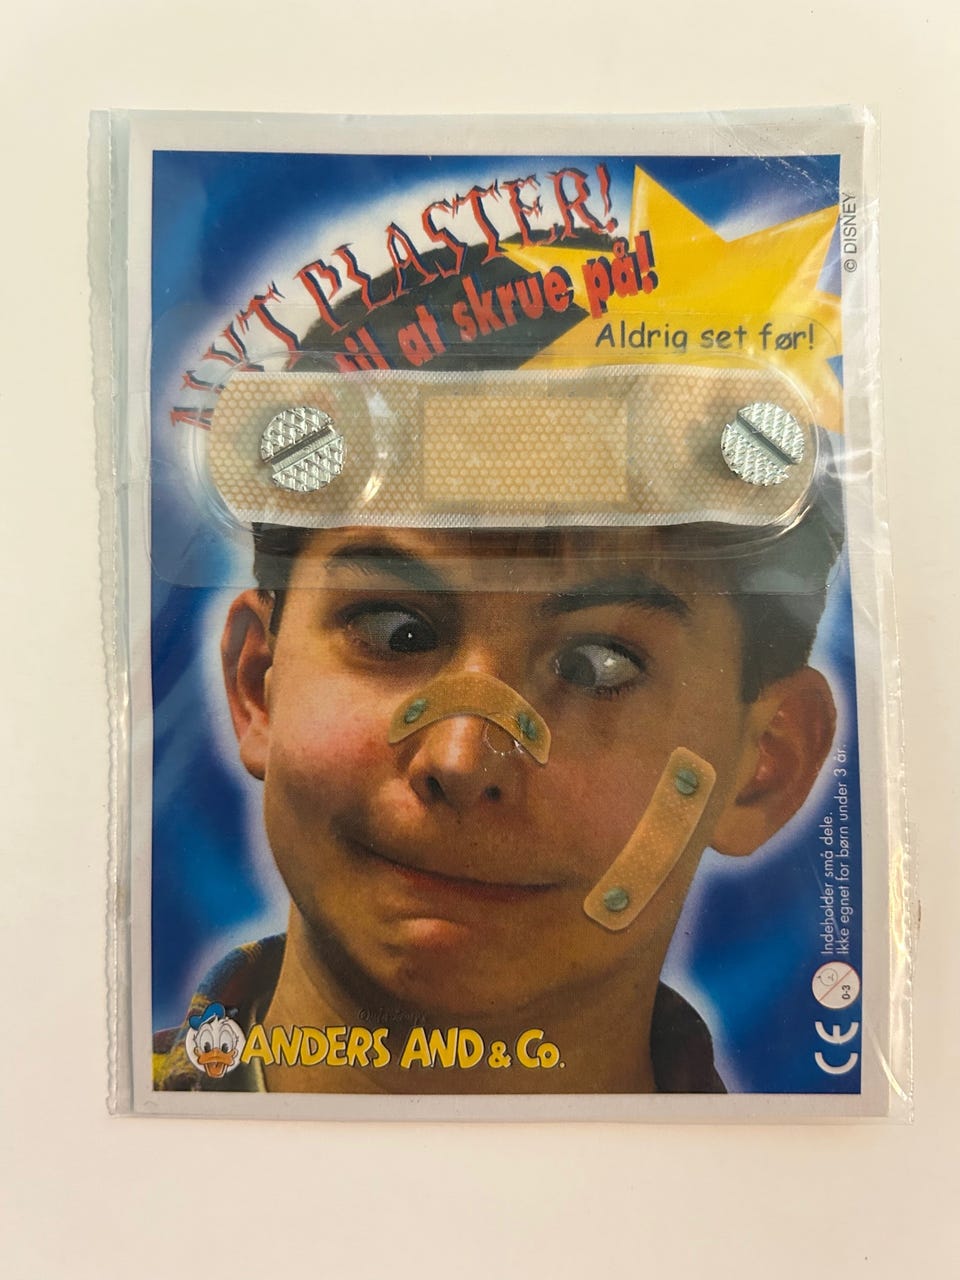 NYT PLASTER!
til at skrue på!
Aldrig set før!
© DISNEY
Indeholder små dele.
Ikke egnet for børn under 3 år.
0-3
CE
ANDERS AND & Co.